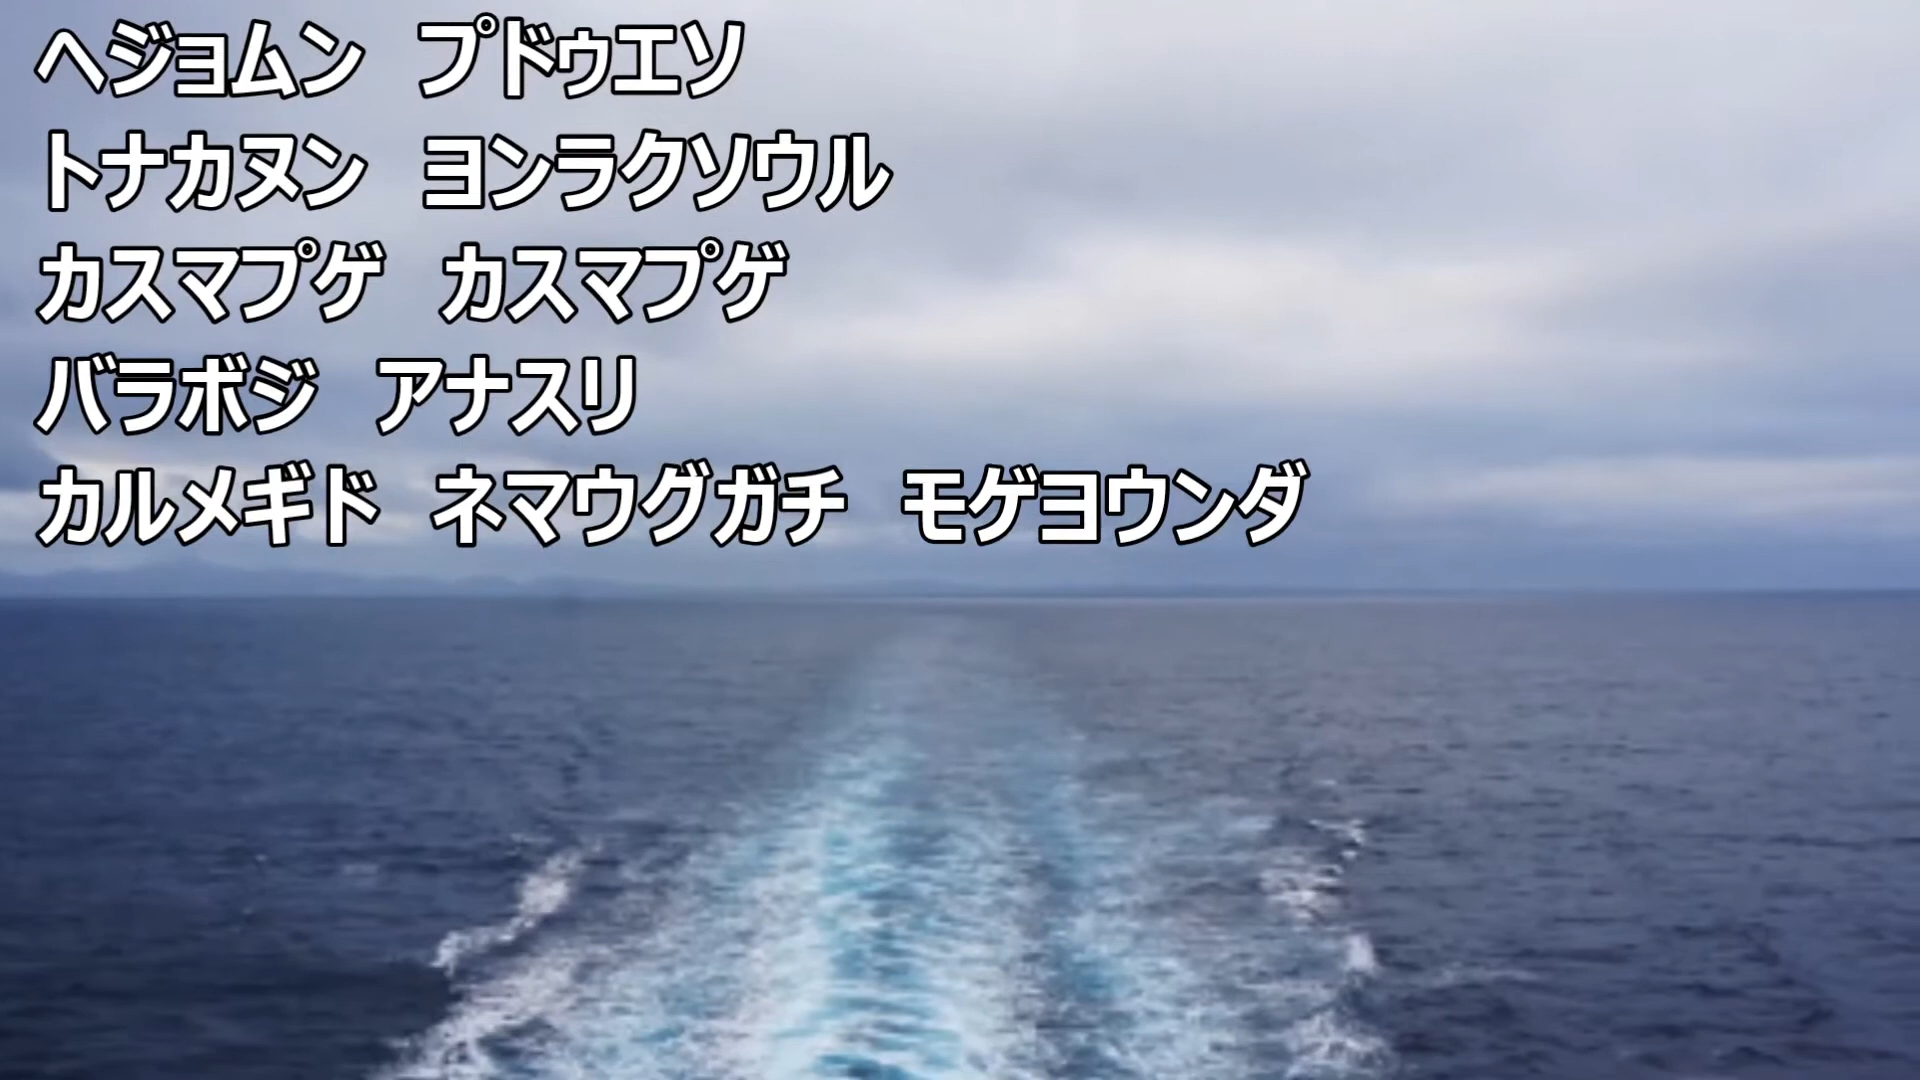 ヘジョムン　プドゥエソ
トナカヌン　ヨンラクソウル
カスマプゲ　カスマプゲ
バラボジ　アナスリ
カルメギド　ネマウグガチ　モゲヨウンダ